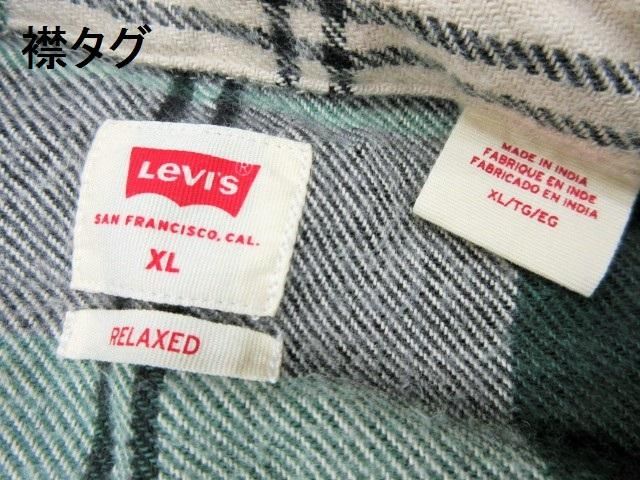 襟タグ
LEVI'S®
SAN FRANCISCO, CAL.
XL
RELAXED
MADE IN INDIA
FABRIQUE EN INDE
FABRICADO EN INDIA
XL/TG/EG